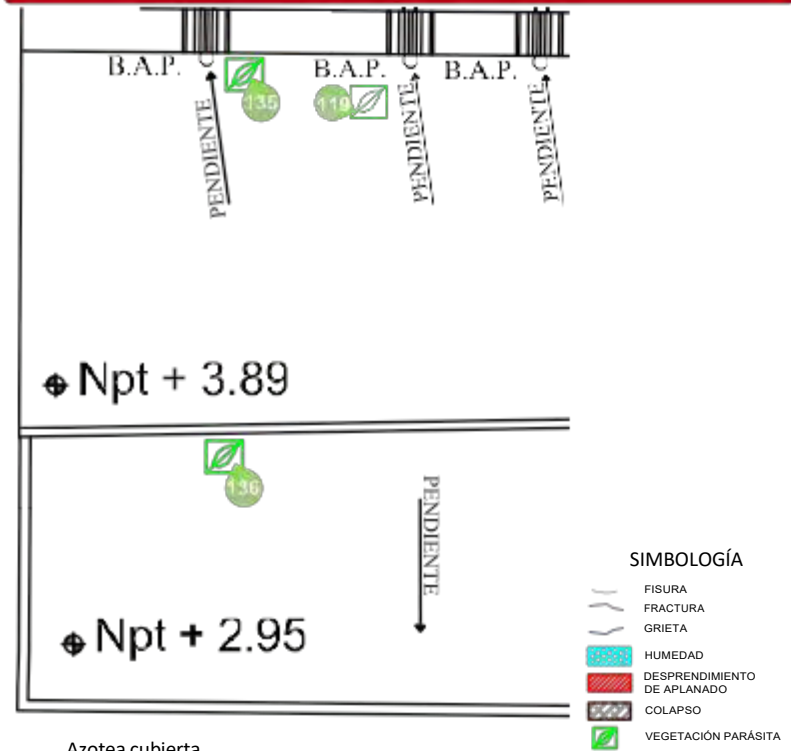 B.A.P.
B.A.P.
B.A.P.
135
119
PENDIENTE
PENDIENTE
PENDIENTE
Npt + 3.89
136
PENDIENTE
Npt + 2.95
SIMBOLOGÍA
FISURA
FRACTURA
GRIETA
HUMEDAD
DESPRENDIMIENTO
DE APLANADO
COLAPSO
VEGETACIÓN PARÁSITA
Azotea cubierta